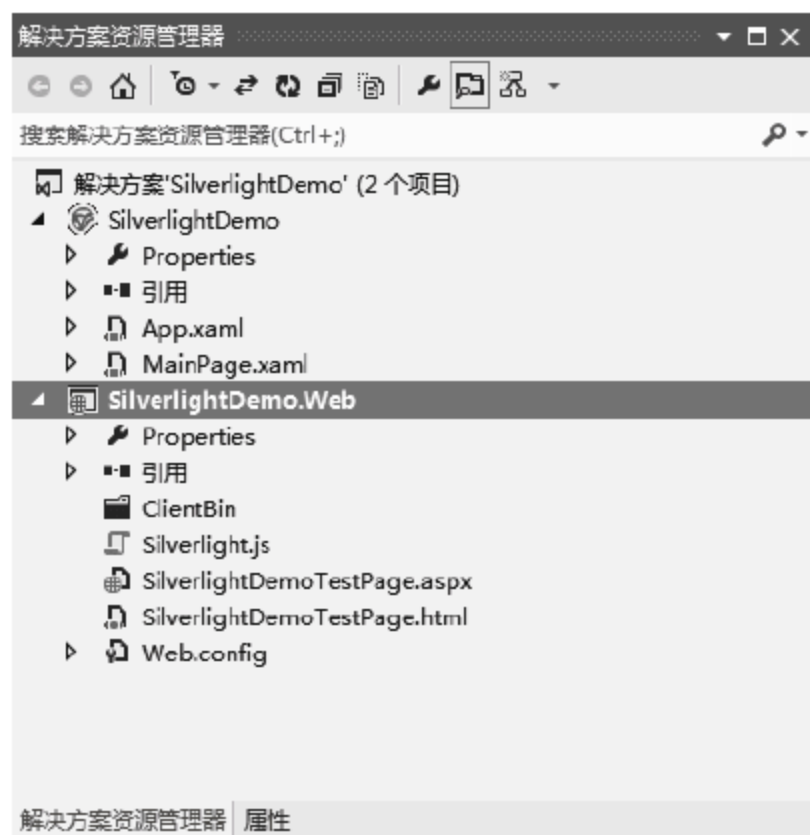 解决方案资源管理器
搜索解决方案资源管理器(Ctrl+;)
解决方案'SilverlightDemo' (2 个项目)
SilverlightDemo
Properties
引用
App.xaml
MainPage.xaml
SilverlightDemo.Web
Properties
引用
ClientBin
Silverlight.js
SilverlightDemoTestPage.aspx
SilverlightDemoTestPage.html
Web.config
解决方案资源管理器 属性